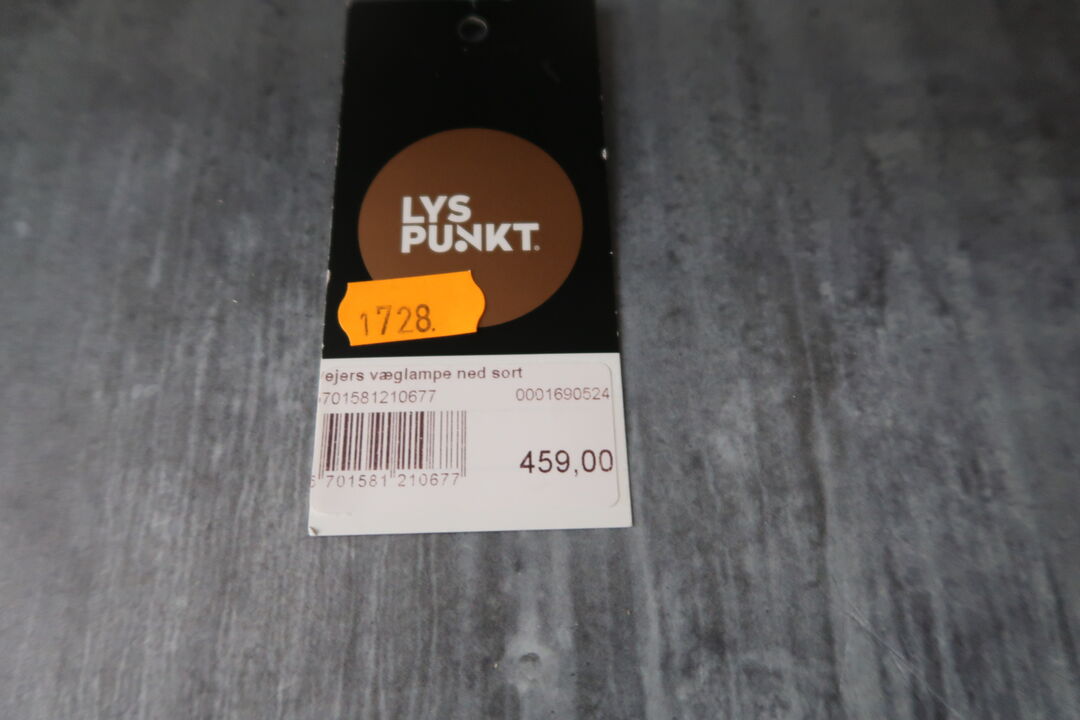 LYS
PUNKT.
1728.
ejers væglampe ned sort
701581210677 0001690524
459,00
701581 210677